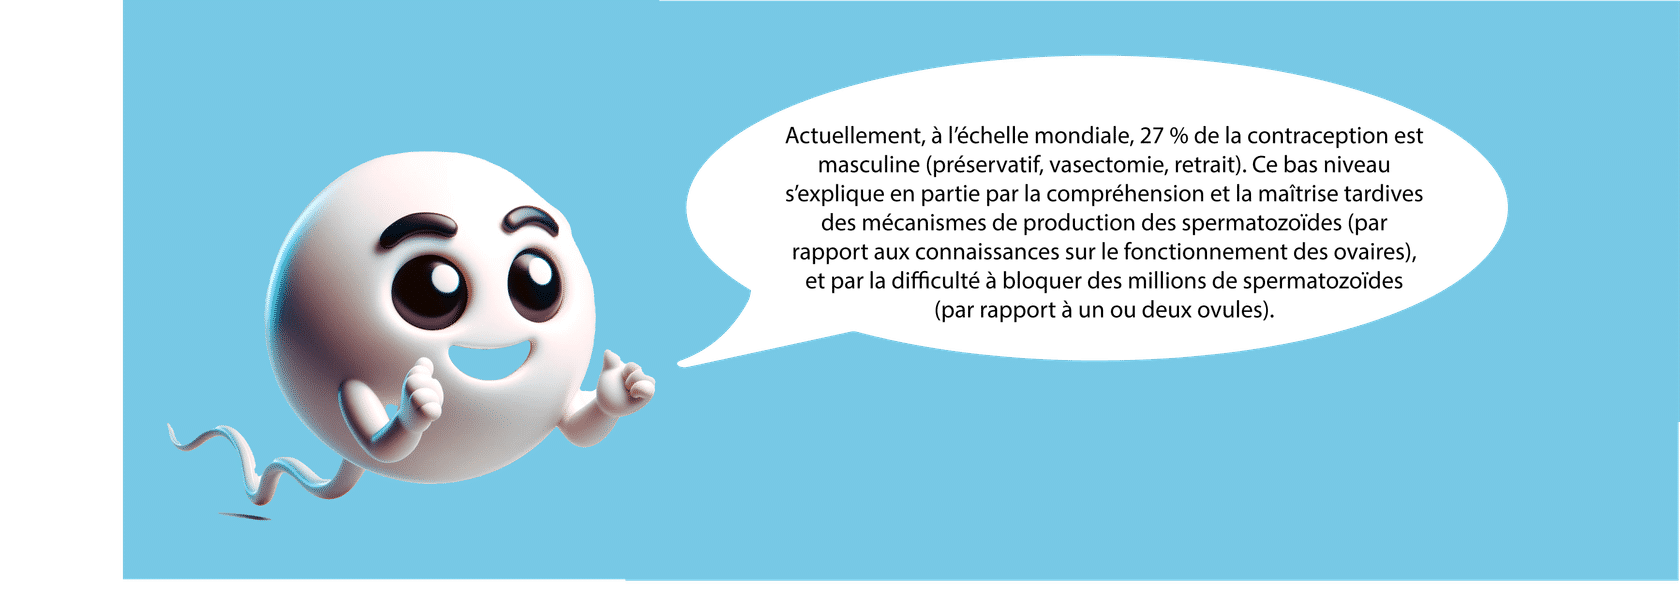 Actuellement, à l’échelle mondiale, 27 % de la contraception est
masculine (préservatif, vasectomie, retrait). Ce bas niveau
s’explique en partie par la compréhension et la maîtrise tardives
des mécanismes de production des spermatozoïdes (par
rapport aux connaissances sur le fonctionnement des ovaires),
et par la difficulté à bloquer des millions de spermatozoïdes
(par rapport à un ou deux ovules).